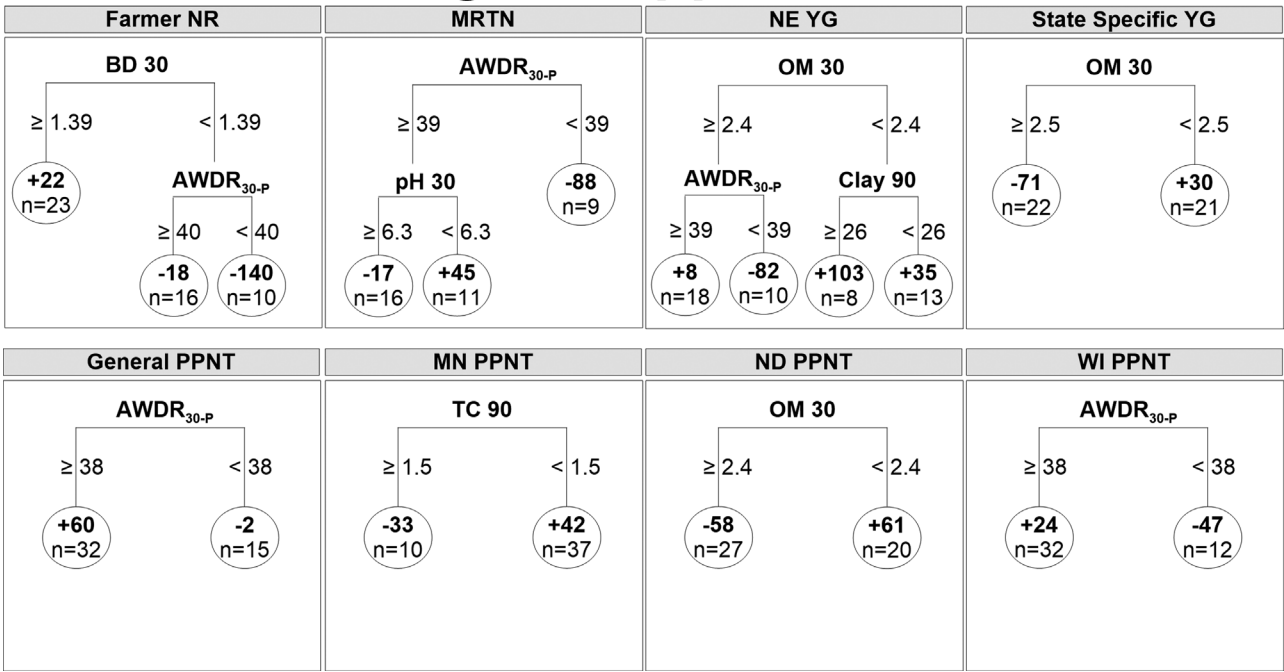 Farmer NR
BD 30
≥ 1.39
< 1.39
+22
n=23
AWDR30-P
≥ 40
< 40
-18
n=16
-140
n=10
MRTN
AWDR30-P
≥ 39
< 39
pH 30
-88
n=9
≥ 6.3
< 6.3
-17
n=16
+45
n=11
NE YG
OM 30
≥ 2.4
< 2.4
AWDR30-P
Clay 90
≥ 39
< 39
≥ 26
< 26
+8
n=18
-82
n=10
+103
n=8
+35
n=13
State Specific YG
OM 30
≥ 2.5
< 2.5
-71
n=22
+30
n=21
General PPNT
AWDR30-P
≥ 38
< 38
+60
n=32
-2
n=15
MN PPNT
TC 90
≥ 1.5
< 1.5
-33
n=10
+42
n=37
ND PPNT
OM 30
≥ 2.4
< 2.4
-58
n=27
+61
n=20
WI PPNT
AWDR30-P
≥ 38
< 38
+24
n=32
-47
n=12